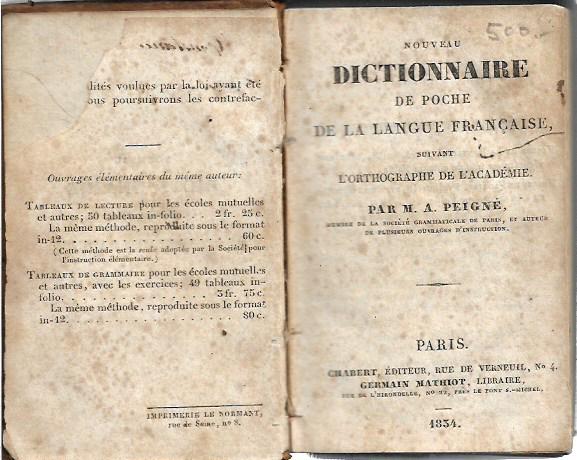 lités voulues par la loi ayant été
ous poursuivrons les contrefac-
Ouvrages élémentaires du même auteur:
TABLEAUX DE LECTURE pour les écoles mutuelles
et autres; 50 tableaux in-folio. . . 2 fr. 25 c.
La même méthode, reproduite sous le format
in-12. . . . . . . . . . . . . . . . . 60 c.
(Cette méthode est la seule adoptée par la Société pour
l'instruction élémentaire.)
TABLEAUX DE GRAMMAIRE pour les écoles mutuelles
et autres, avec les exercices; 49 tableaux in-
folio. . . . . . . . . . . . . . 3 fr. 75 c.
La même méthode, reproduite sous le format
in-12. . . . . . . . . . . . . . . . . 80 c.
IMPRIMERIE LE NORMANT,
rue de Seine, nº 8.
500.-
NOUVEAU
DICTIONNAIRE
DE POCHE
DE LA LANGUE FRANÇAISE,
SUIVANT
L'ORTHOGRAPHE DE L'ACADÉMIE.
PAR M. A. PEIGNÉ,
MEMBRE DE LA SOCIÉTÉ GRAMMATICALE DE PARIS, ET AUTEUR
DE PLUSIEURS OUVRAGES D'INSTRUCTION.
PARIS.
CHABERT, ÉDITEUR, RUE DE VERNEUIL, Nº 4.
GERMAIN MATHIOT, LIBRAIRE,
RUE DE L'HIRONDELLE, Nº 22, PRÈS LE PONT S.-MICHEL,
1834.